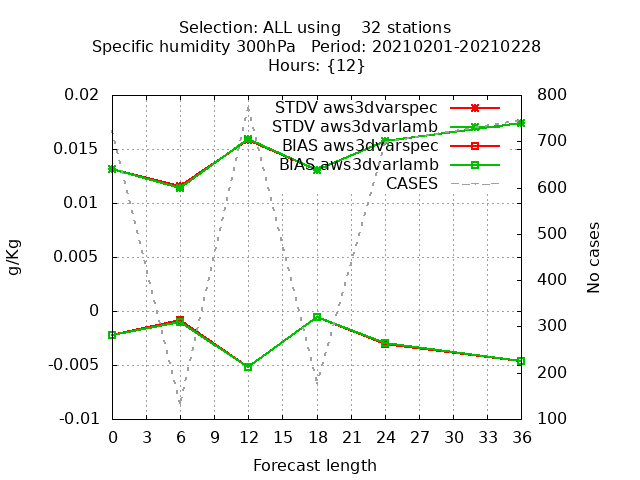 Selection: ALL using    32 stations
Specific humidity 300hPa   Period: 20210201-20210228
Hours: {12}
0.02
0.015
0.01
0.005
0
-0.005
-0.01
g/Kg
STDV aws3dvarspec
STDV aws3dvarlamb
BIAS aws3dvarspec
BIAS aws3dvarlamb
CASES
800
700
600
500
400
300
200
100
No cases
0 3 6 9 12 15 18 21 24 27 30 33 36
Forecast length